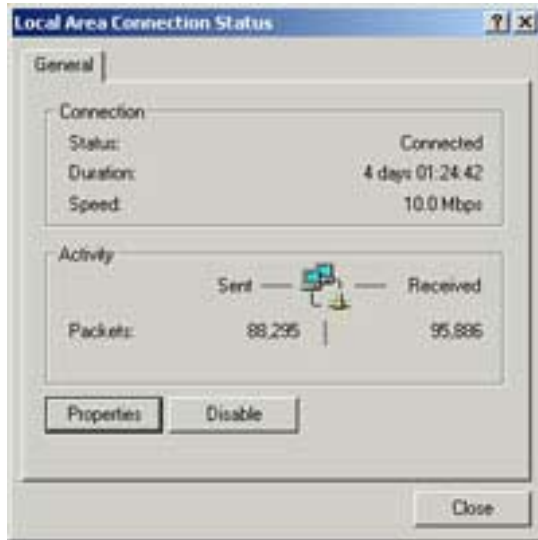 Local Area Connection Status
General
Connection
Status: Connected
Duration: 4 days 01:24:42
Speed: 10.0 Mbps
Activity
Sent — — Received
Packets: 88,295 | 95,886
Properties Disable
Close